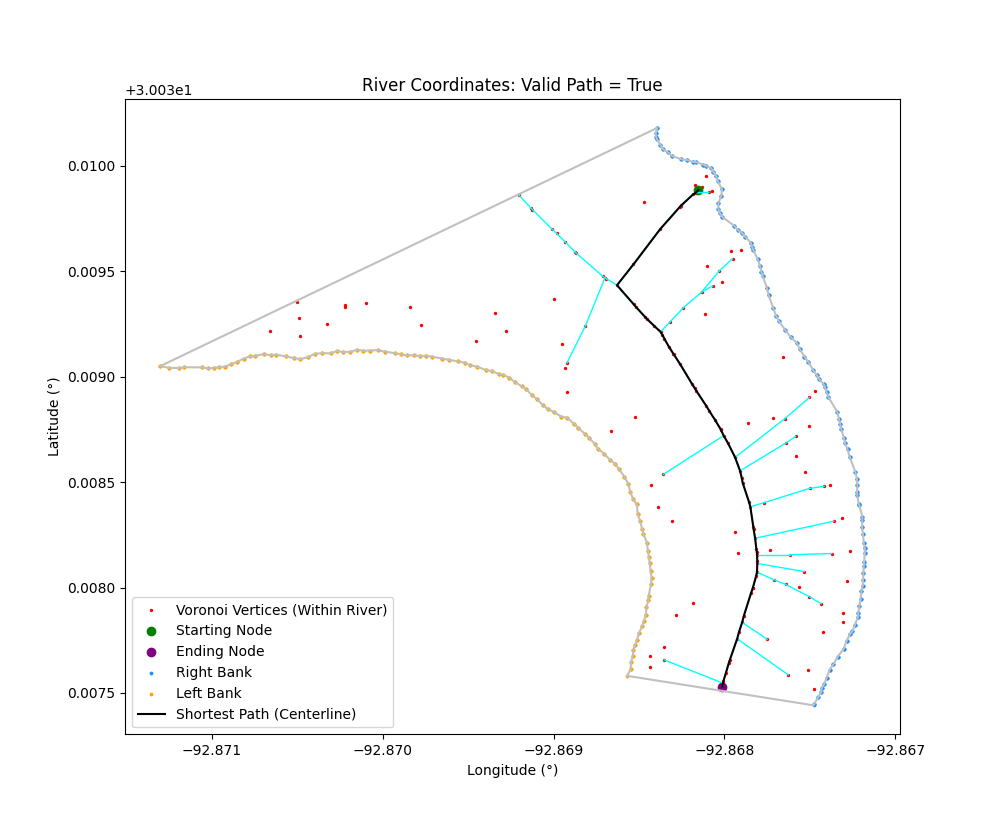 River Coordinates: Valid Path = True
+3.003e1
0.0100
0.0095
0.0090
0.0085
0.0080
0.0075
Latitude (°)
Voronoi Vertices (Within River)
Starting Node
Ending Node
Right Bank
Left Bank
Shortest Path (Centerline)
−92.871 −92.870 −92.869 −92.868 −92.867
Longitude (°)